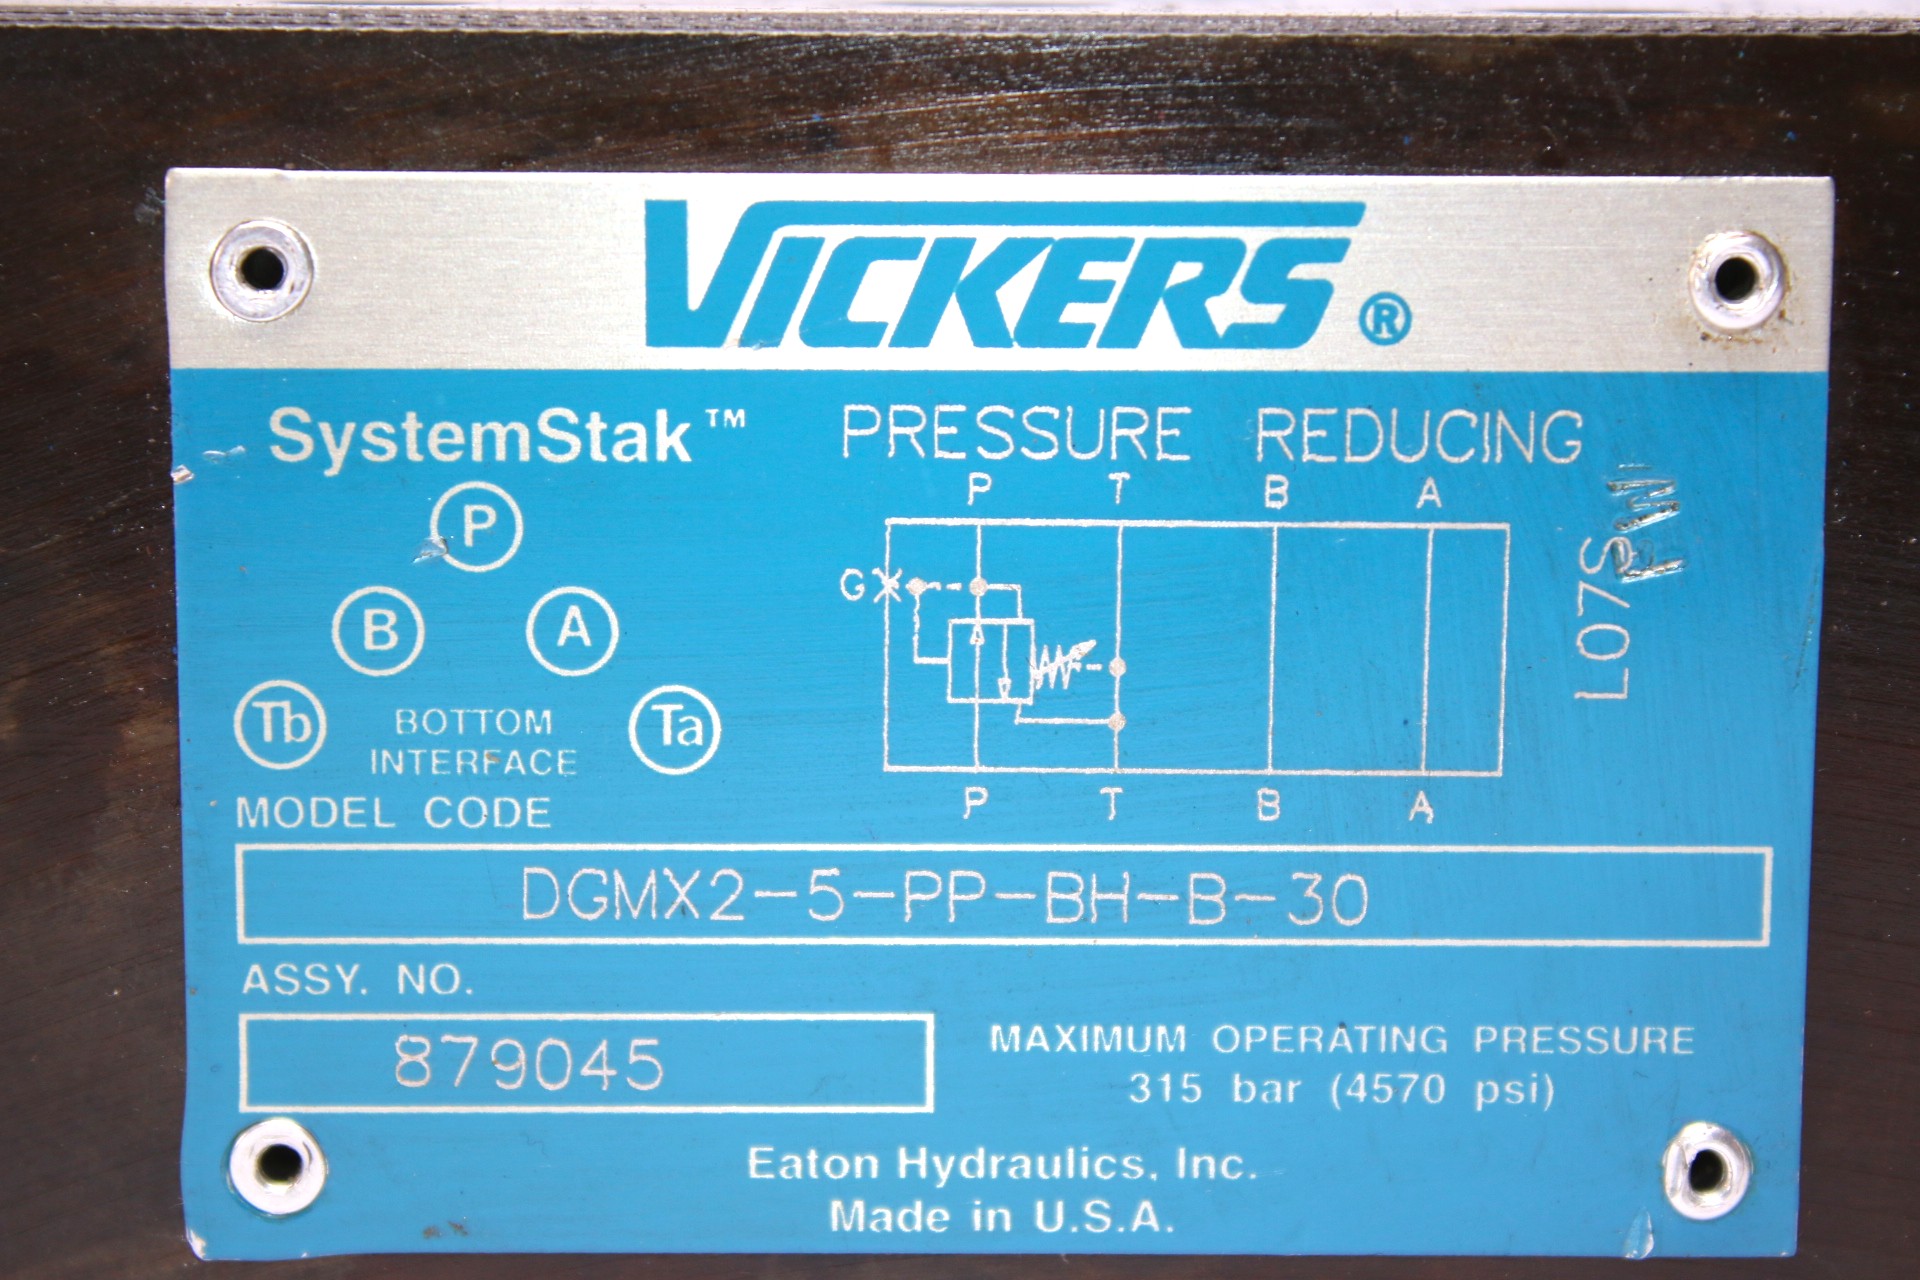 VICKERS ®
SystemStak™
PRESSURE REDUCING
P T B A
P
B A
Tb Ta
BOTTOM
INTERFACE
G
L07S
P T B A
MODEL CODE
DGMX2-5-PP-BH-B-30
ASSY. NO.
879045
MAXIMUM OPERATING PRESSURE
315 bar (4570 psi)
Eaton Hydraulics, Inc.
Made in U.S.A.